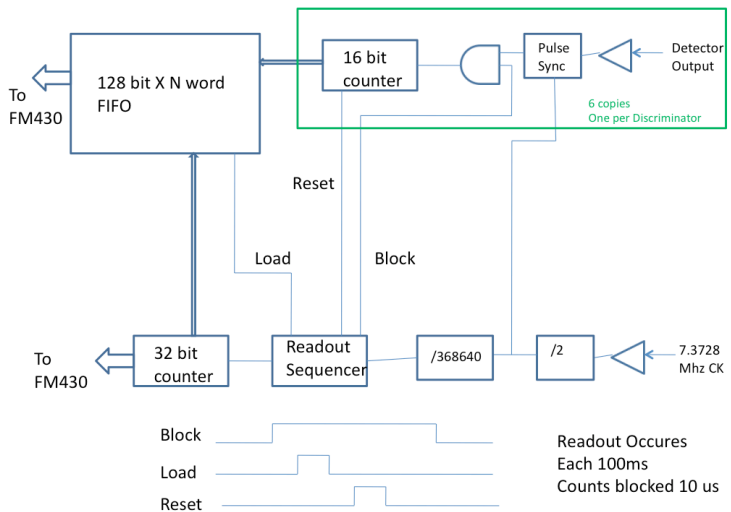 128 bit X N word
FIFO
To
FM430
16 bit
counter
Pulse
Sync
Detector
Output
6 copies
One per Discriminator
Reset
Load
Block
To
FM430
32 bit
counter
Readout
Sequencer
/368640
/2
7.3728
Mhz CK
Block
Load
Reset
Readout Occures
Each 100ms
Counts blocked 10 us